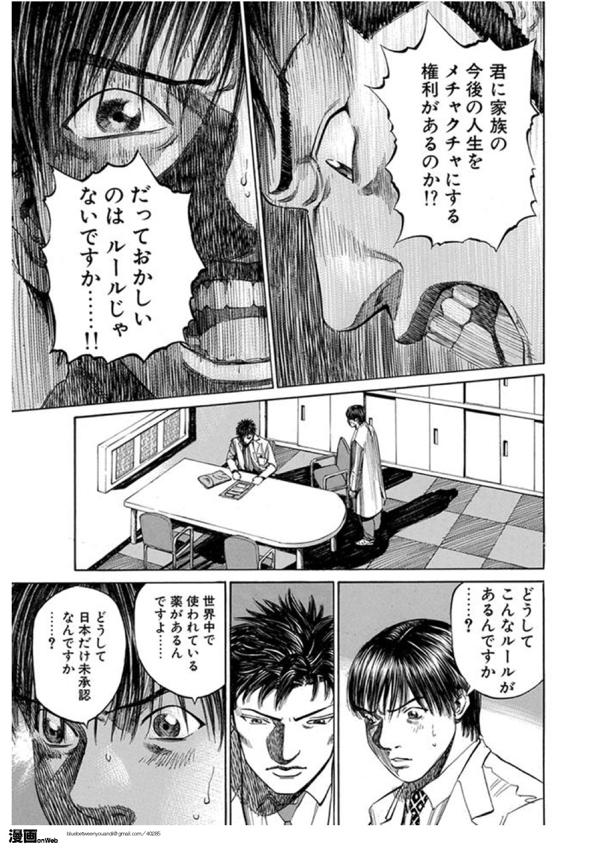 君に家族の
今後の人生を
メチャクチャにする
権利があるのか!?
だっておかしい
のは ルールじゃ
ないですか……!!
どうして
こんなルールが
あるんですか
……?
世界中で
使われている
薬があるん
ですよ……
どうして
日本だけ未承認
なんですか
……?
漫画onWeb
bluebetweenyouandi@gmail.com/40285